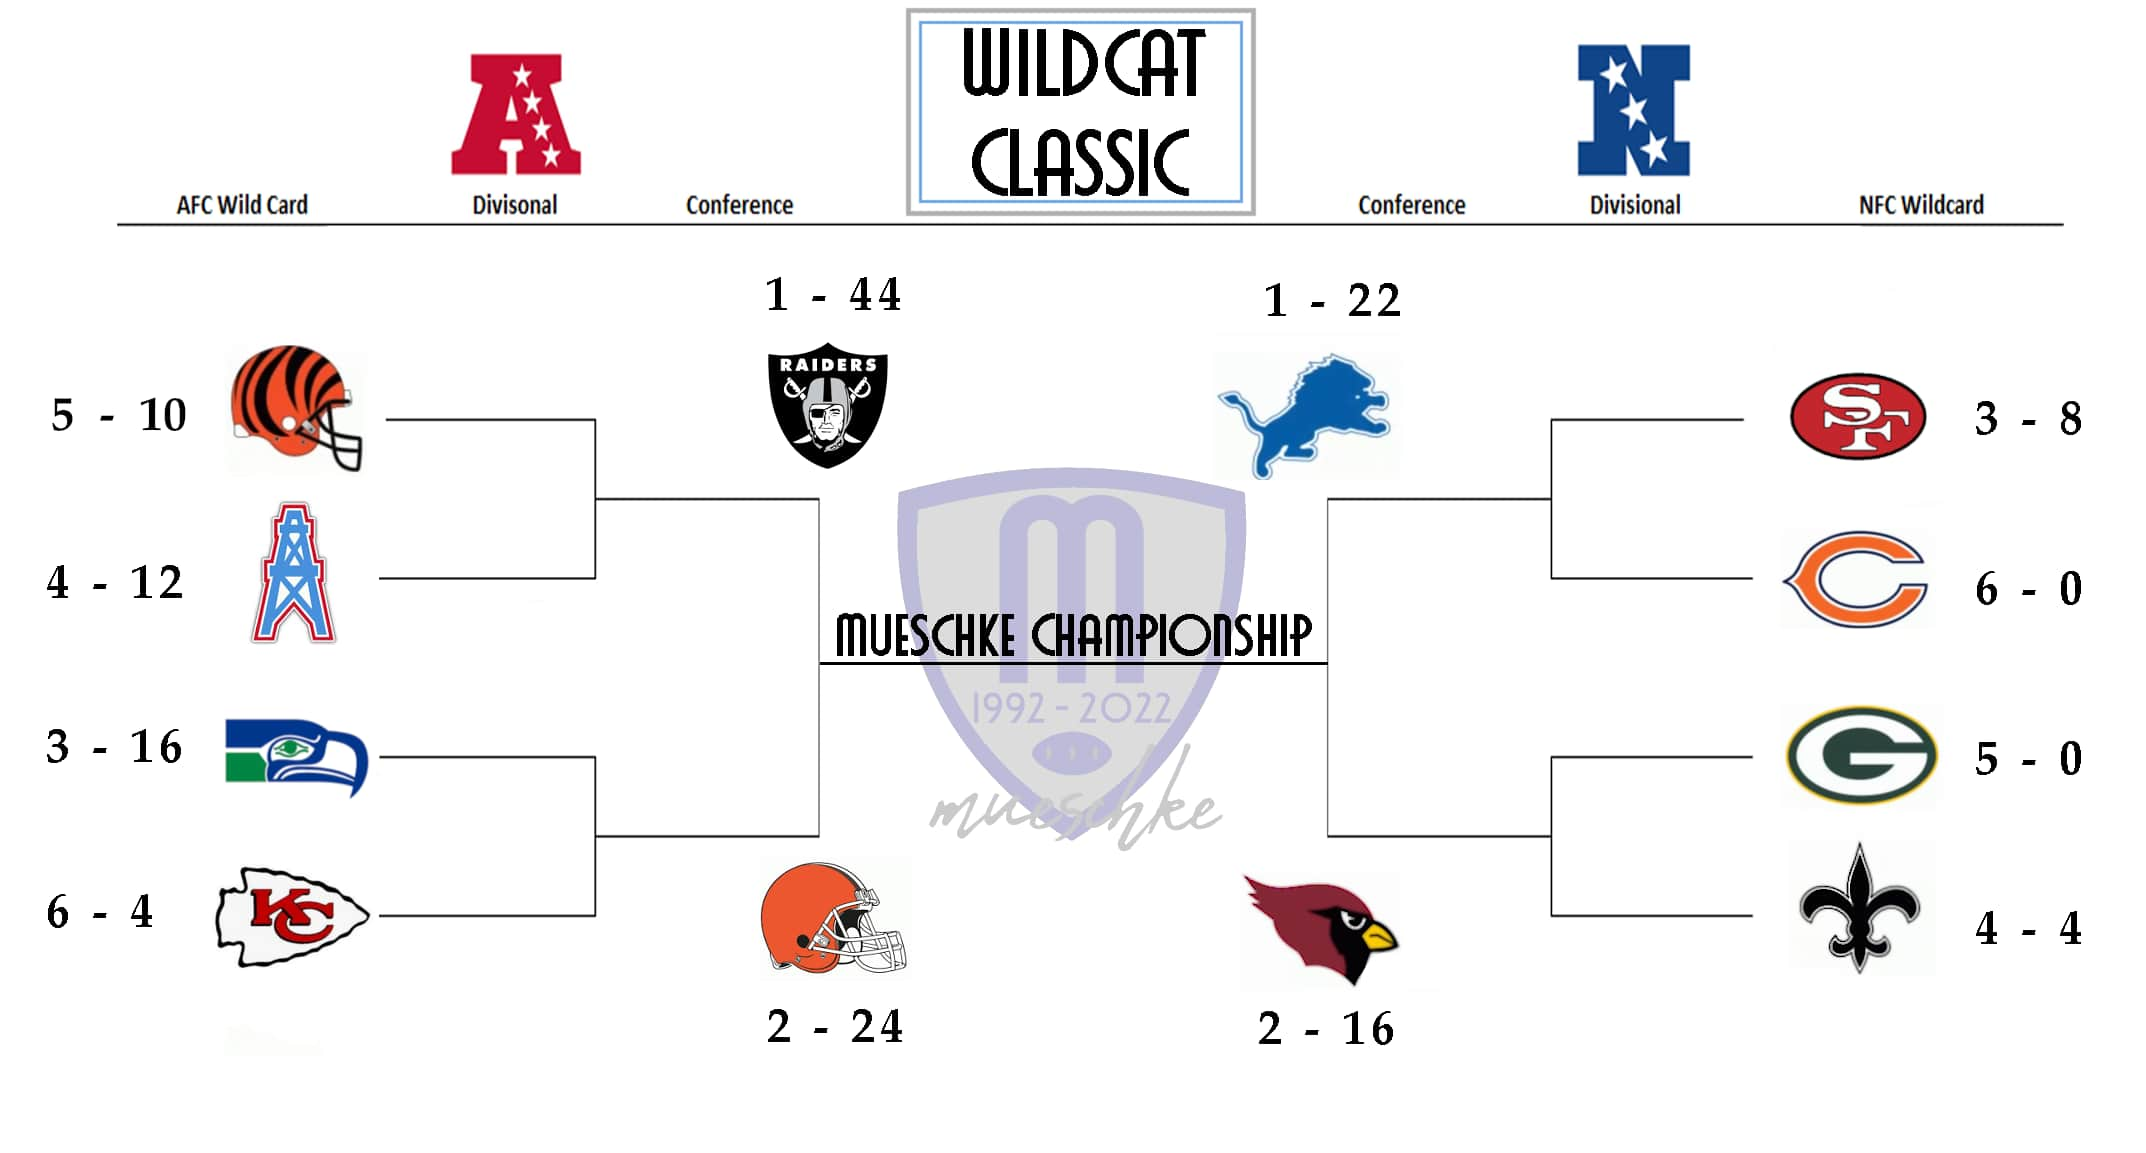 WILDCAT
CLASSIC
AFC Wild Card
Divisonal
Conference
Conference
Divisional
NFC Wildcard
1 - 44
1 - 22
RAIDERS
5 - 10
SF
3 - 8
4 - 12
C
6 - 0
MUESCHKE CHAMPIONSHIP
M
1992 - 2022
mueschke
3 - 16
G
5 - 0
6 - 4
KC
4 - 4
2 - 24
2 - 16